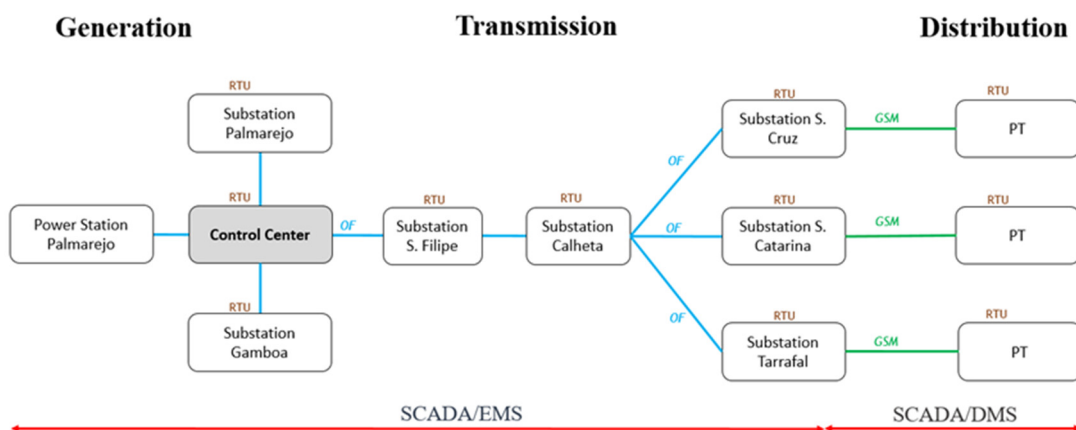 Generation
Transmission
Distribution
RTU
Substation
Palmarejo
RTU
Substation S.
Cruz
GSM
RTU
PT
OF
Power Station
Palmarejo
RTU
Control Center
OF
RTU
Substation
S. Filipe
RTU
Substation
Calheta
OF
RTU
Substation S.
Catarina
GSM
RTU
PT
RTU
Substation
Gamboa
OF
RTU
Substation
Tarrafal
GSM
RTU
PT
SCADA/EMS
SCADA/DMS